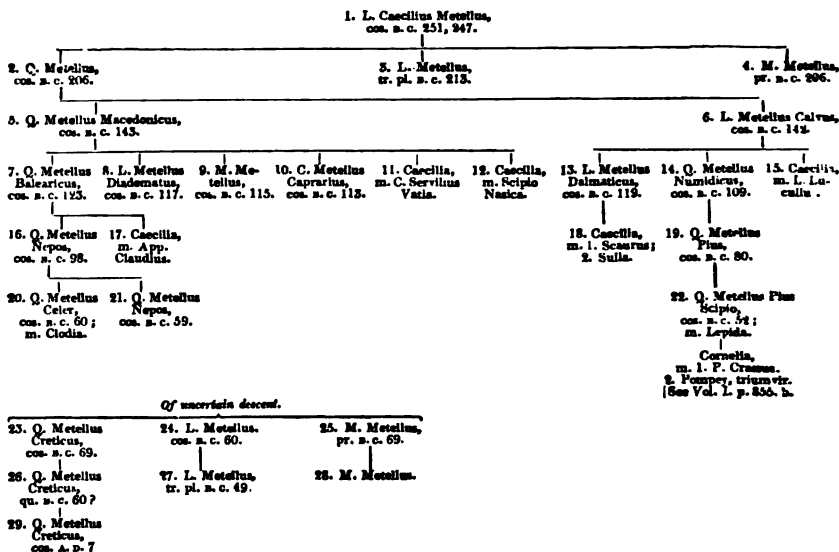 1. L. Caecilius Metellus,
cos. B.C. 251, 247.
2. Q. Metellus,
cos. B.C. 206.
3. L. Metellus,
tr. pl. B.C. 213.
4. M. Metellus,
pr. B.C. 296.
5. Q. Metellus Macedonicus,
cos. B.C. 143.
6. L. Metellus Calvus,
cos. B.C. 142.
7. Q. Metellus
Balearicus,
cos. B.C. 123.
8. L. Metellus
Diadematus,
cos. B.C. 117.
9. M. Me-
tellus,
cos. B.C. 115.
10. C. Metellus
Caprarius,
cos. B.C. 113.
11. Caecilia,
m. C. Servilius
Vatia.
12. Caecilia,
m. Scipio
Nasica.
13. L. Metellus
Dalmaticus,
cos. B.C. 119.
14. Q. Metellus
Numidicus,
cos. B.C. 109.
15. Caecilia,
m. L. Lu-
cullu .
16. Q. Metellus
Nepos,
cos. B.C. 98.
17. Caecilia,
m. App.
Claudius.
18. Caecilia,
m. 1. Scaurus;
2. Sulla.
19. Q. Metellus
Pius,
cos. B.C. 80.
20. Q. Metellus
Celer,
cos. B.C. 60;
m. Clodia.
21. Q. Metellus
Nepos,
cos. B.C. 59.
22. Q. Metellus Pius
Scipio,
cos. B.C. 52;
m. Lepida.
Cornelia,
m. 1. P. Crassus.
2. Pompey, triumvir.
[See Vol. I. p. 856. b.
Of uncertain descent.
23. Q. Metellus
Creticus,
cos. B.C. 69.
24. L. Metellus.
cos. B.C. 60.
25. M. Metellus,
pr. B.C. 69.
26. Q. Metellus
Creticus,
qu. B.C. 60?
27. L. Metellus,
tr. pl. B.C. 49.
28. M. Metellus.
29. Q. Metellus
Creticus,
cos. A. D. 7